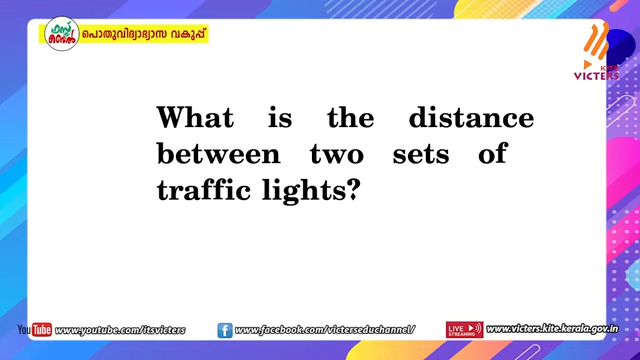 ഫസ്റ്റ് ബെൽ പൊതുവിദ്യാഭ്യാസ വകുപ്പ്
KITE VICTERS
What is the distance
between two sets of
traffic lights?
YouTube www.youtube.com/itsvicters
www.facebook.com/victerseduchannel/
LIVE STREAMING www.victers.kite.kerala.gov.in